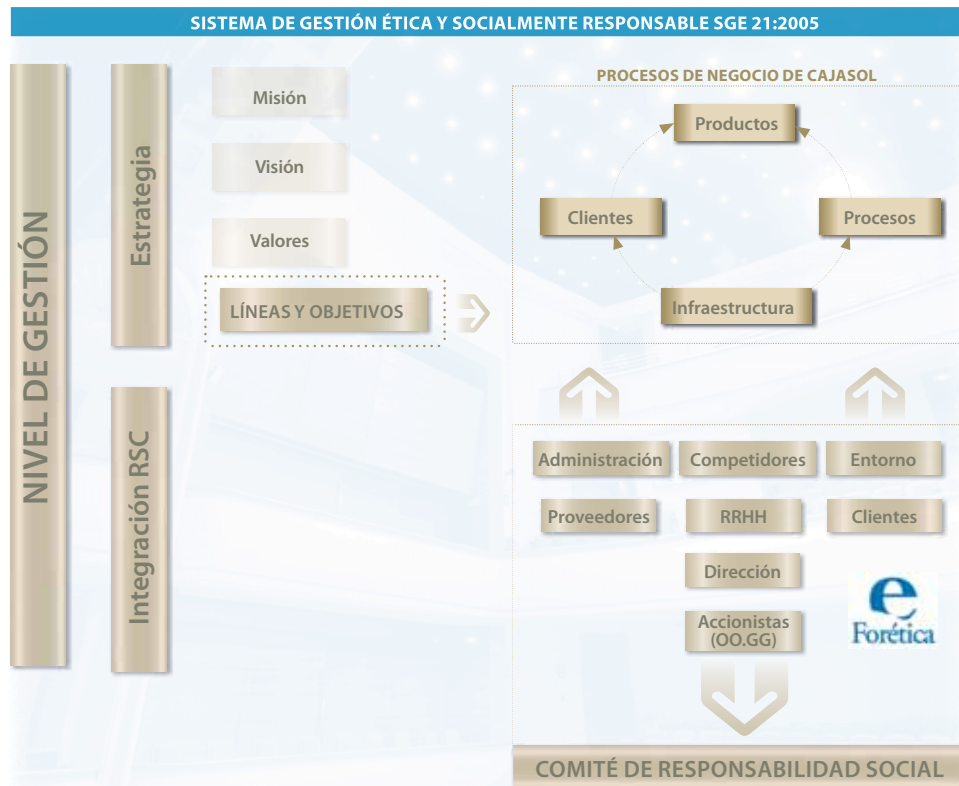 SISTEMA DE GESTIÓN ÉTICA Y SOCIALMENTE RESPONSABLE SGE 21:2005
NIVEL DE GESTIÓN
Estrategia
Misión
Visión
Valores
LÍNEAS Y OBJETIVOS
PROCESOS DE NEGOCIO DE CAJASOL
Productos
Clientes
Procesos
Infraestructura
Integración RSC
Administración
Competidores
Entorno
Proveedores
RRHH
Clientes
Dirección
Accionistas
(OO.GG)
e
Forética
COMITÉ DE RESPONSABILIDAD SOCIAL